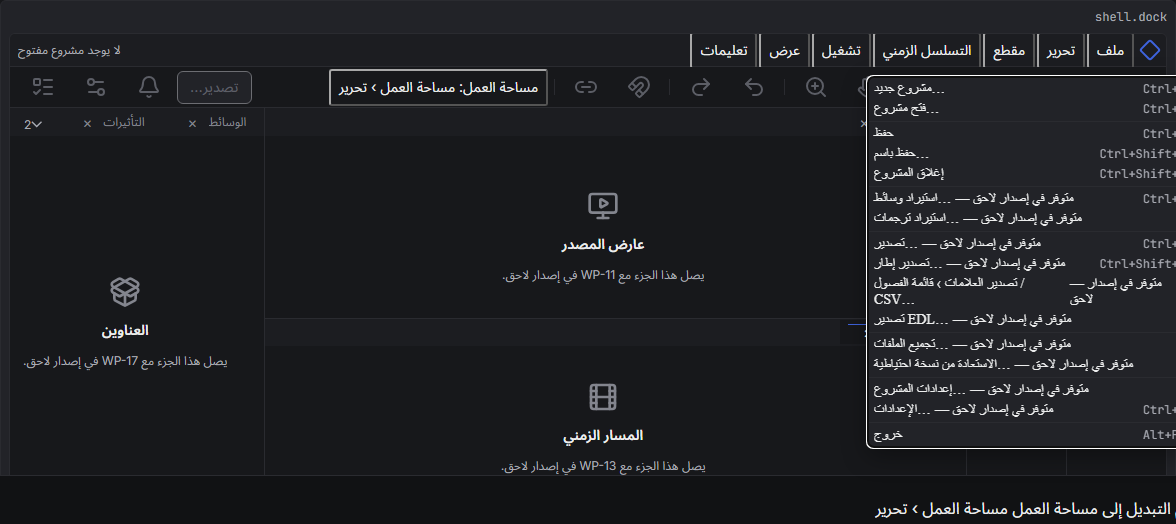 shell.dock
ملف تحرير مقطع التسلسل الزمني تشغيل عرض تعليمات
لا يوجد مشروع مفتوح
مساحة العمل: مساحة العمل › تحرير
تصدير...
مشروع جديد... Ctrl+
فتح مشروع... Ctrl+
حفظ Ctrl+
حفظ باسم... Ctrl+Shift+
إغلاق المشروع Ctrl+Shift+
استيراد وسائط... — متوفر في إصدار لاحق Ctrl+
استيراد ترجمات... — متوفر في إصدار لاحق
تصدير... — متوفر في إصدار لاحق Ctrl+
تصدير إطار... — متوفر في إصدار لاحق Ctrl+Shift+
تصدير العلامات › قائمة الفصول / CSV... — متوفر في إصدار لاحق
تصدير EDL... — متوفر في إصدار لاحق
تجميع الملفات... — متوفر في إصدار لاحق
الاستعادة من نسخة احتياطية... — متوفر في إصدار لاحق
إعدادات المشروع... — متوفر في إصدار لاحق
الإعدادات... — متوفر في إصدار لاحق Ctrl+
خروج Alt+F
عارض المصدر
يصل هذا الجزء مع WP-11 في إصدار لاحق.
المسار الزمني
يصل هذا الجزء مع WP-13 في إصدار لاحق.
الوسائط × التأثيرات × 2
العناوين
يصل هذا الجزء مع WP-17 في إصدار لاحق.
التبديل إلى مساحة العمل مساحة العمل › تحرير